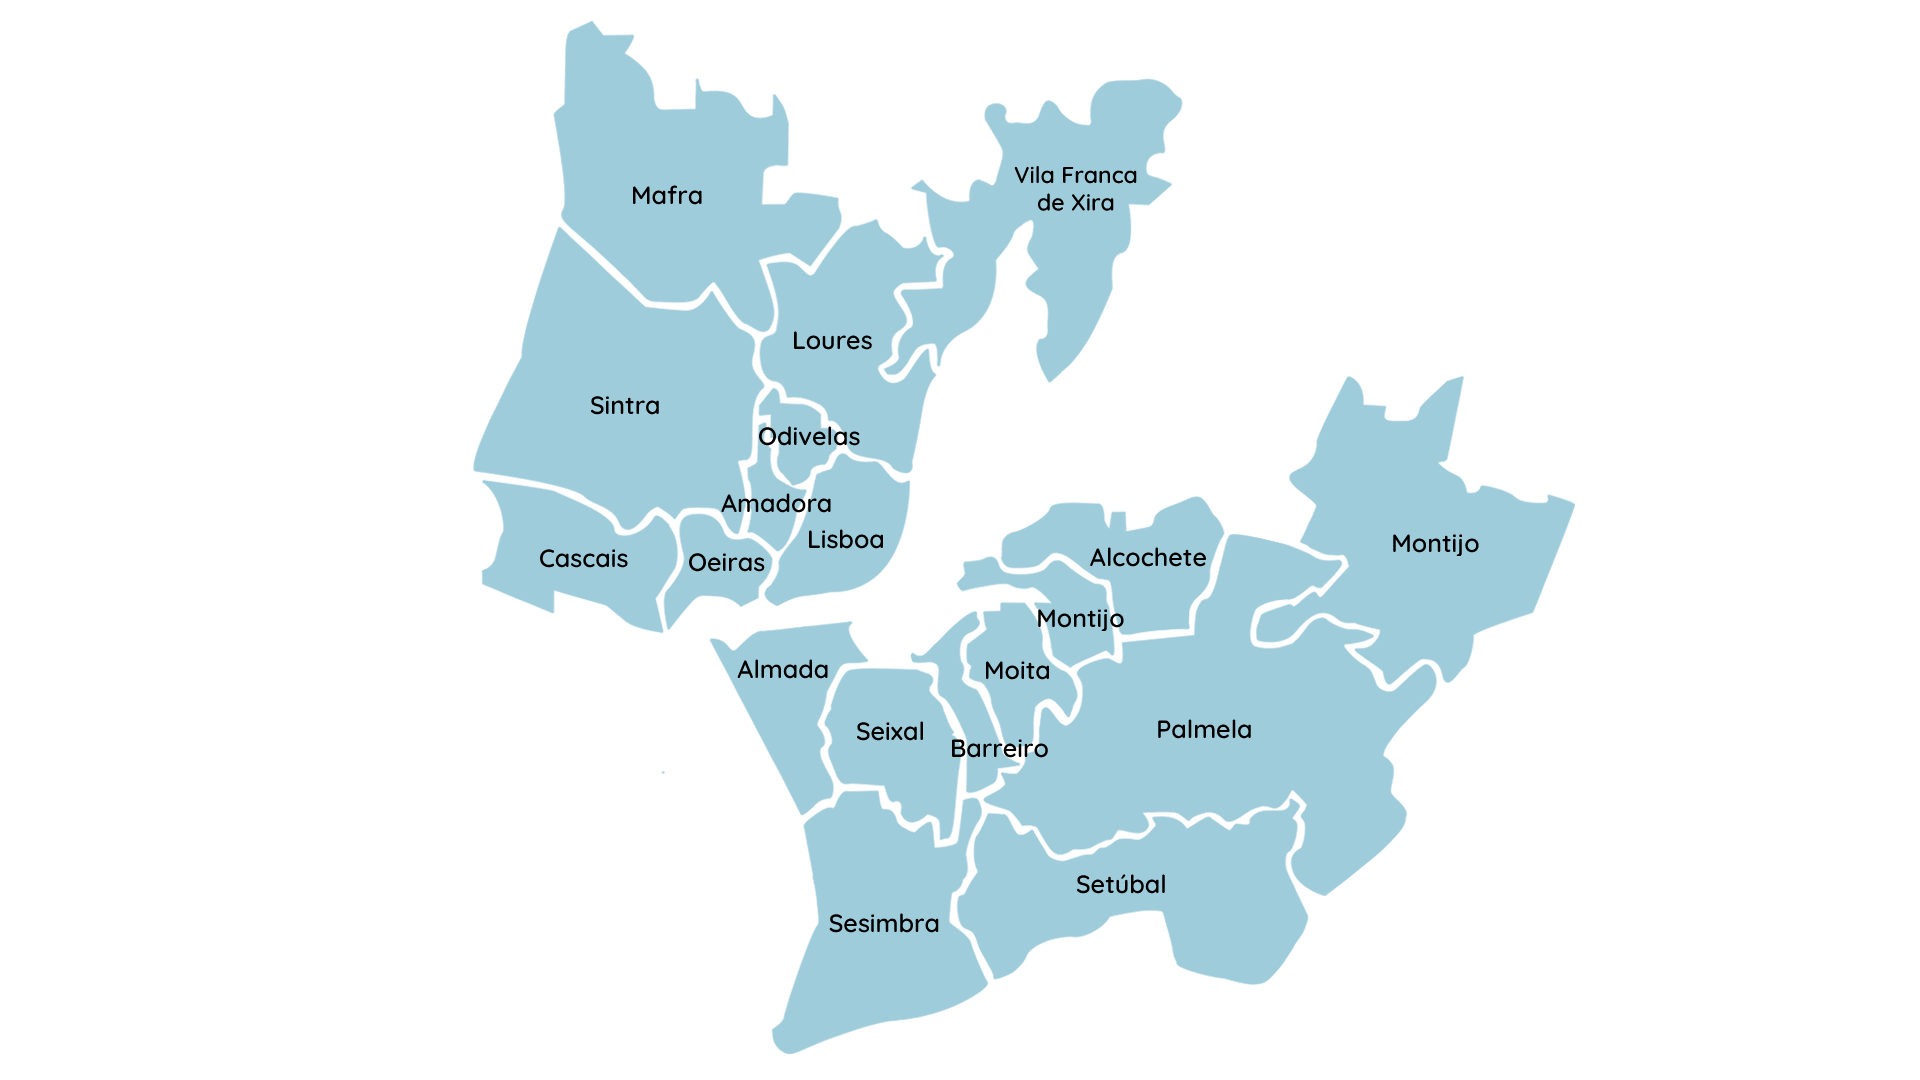 Vila Franca
de Xira
Mafra
Loures
Sintra
Odivelas
Amadora
Lisboa
Montijo
Cascais
Oeiras
Alcochete
Montijo
Almada
Moita
Seixal
Barreiro
Palmela
Setúbal
Sesimbra